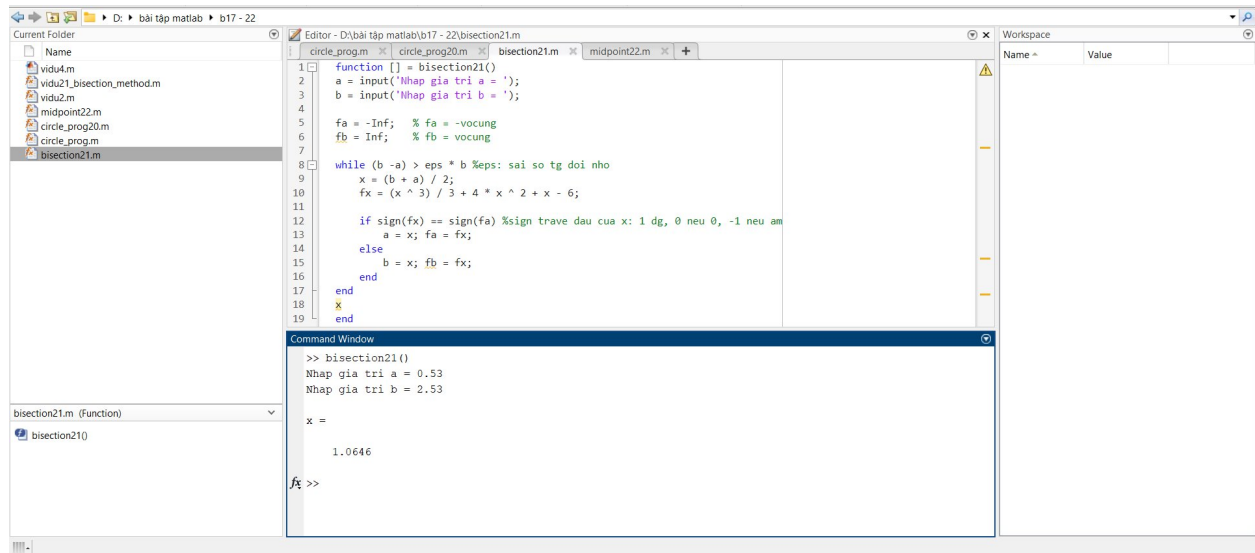 D: ▸ bài tập matlab ▸ b17 - 22
Current Folder
Name
vidu4.m
vidu21_bisection_method.m
vidu2.m
midpoint22.m
circle_prog20.m
circle_prog.m
bisection21.m
bisection21.m (Function)
bisection21()
Editor - D:\bài tập matlab\b17 - 22\bisection21.m
circle_prog.m circle_prog20.m bisection21.m midpoint22.m +
1 function [] = bisection21()
2 a = input('Nhap gia tri a = ');
3 b = input('Nhap gia tri b = ');
4
5 fa = -Inf; % fa = -vocung
6 fb = Inf; % fb = vocung
7
8 while (b -a) > eps * b %eps: sai so tg doi nho
9 x = (b + a) / 2;
10 fx = (x ^ 3) / 3 + 4 * x ^ 2 + x - 6;
11
12 if sign(fx) == sign(fa) %sign trave dau cua x: 1 dg, 0 neu 0, -1 neu am
13 a = x; fa = fx;
14 else
15 b = x; fb = fx;
16 end
17 end
18 x
19 end
Command Window
>> bisection21()
Nhap gia tri a = 0.53
Nhap gia tri b = 2.53
x =
1.0646
fx >>
Workspace
Name Value